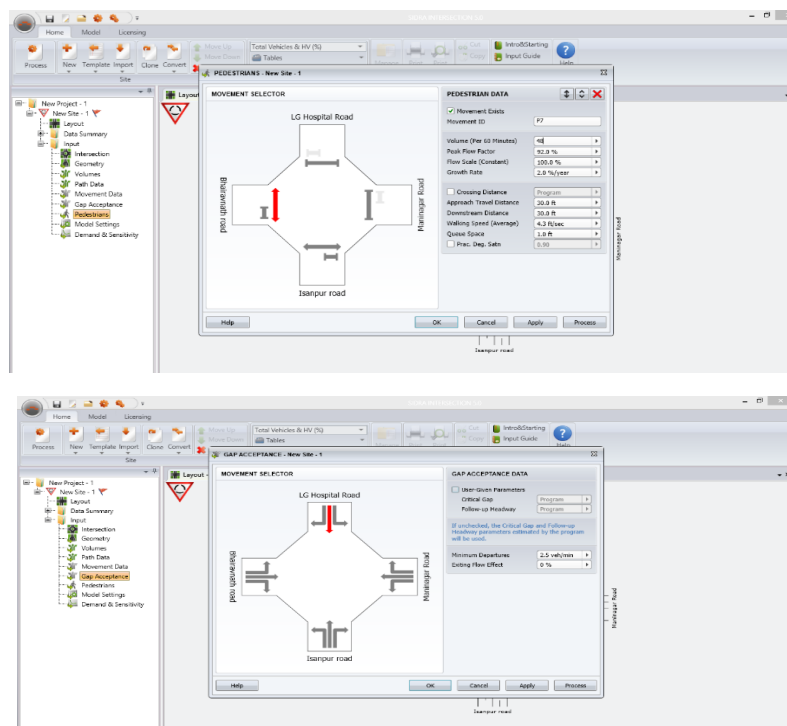 Home Model Licensing
Process New Template Import Clone Convert Move Up Total Vehicles & HV (%) Cut Intro&Starting
Move Down Tables Copy Input Guide Help
Site
PEDESTRIANS - New Site - 1
New Project - 1
New Site - 1
Layout
Data Summary
Input
Intersection
Geometry
Volumes
Path Data
Movement Data
Gap Acceptance
Pedestrians
Model Settings
Demand & Sensitivity
Layout
MOVEMENT SELECTOR
LG Hospital Road
Bhairavnath road
Maninagar Road
Isanpur road
PEDESTRIAN DATA
Movement Exists
Movement ID P7
Volume (Per 60 Minutes) 48
Peak Flow Factor 92.0 %
Flow Scale (Constant) 100.0 %
Growth Rate 2.0 %/year
Crossing Distance Program
Approach Travel Distance 30.0 ft
Downstream Distance 30.0 ft
Walking Speed (Average) 4.3 ft/sec
Queue Space 1.0 ft
Prac. Deg. Satn 0.90
Help OK Cancel Apply Process
Maninagar Road
Isanpur road
Home Model Licensing
Process New Template Import Clone Convert Move Up Total Vehicles & HV (%) Cut Intro&Starting
Move Down Tables Copy Input Guide Help
Site
GAP ACCEPTANCE - New Site - 1
New Project - 1
New Site - 1
Layout
Data Summary
Input
Intersection
Geometry
Volumes
Path Data
Movement Data
Gap Acceptance
Pedestrians
Model Settings
Demand & Sensitivity
Layout
MOVEMENT SELECTOR
LG Hospital Road
Bhairavnath road
Maninagar Road
Isanpur road
GAP ACCEPTANCE DATA
User-Given Parameters
Critical Gap Program
Follow-up Headway Program
If unchecked, the Critical Gap and Follow-up
Headway parameters estimated by the program
will be used.
Minimum Departures 2.5 veh/min
Exiting Flow Effect 0 %
Help OK Cancel Apply Process
Maninagar Road
Isanpur road